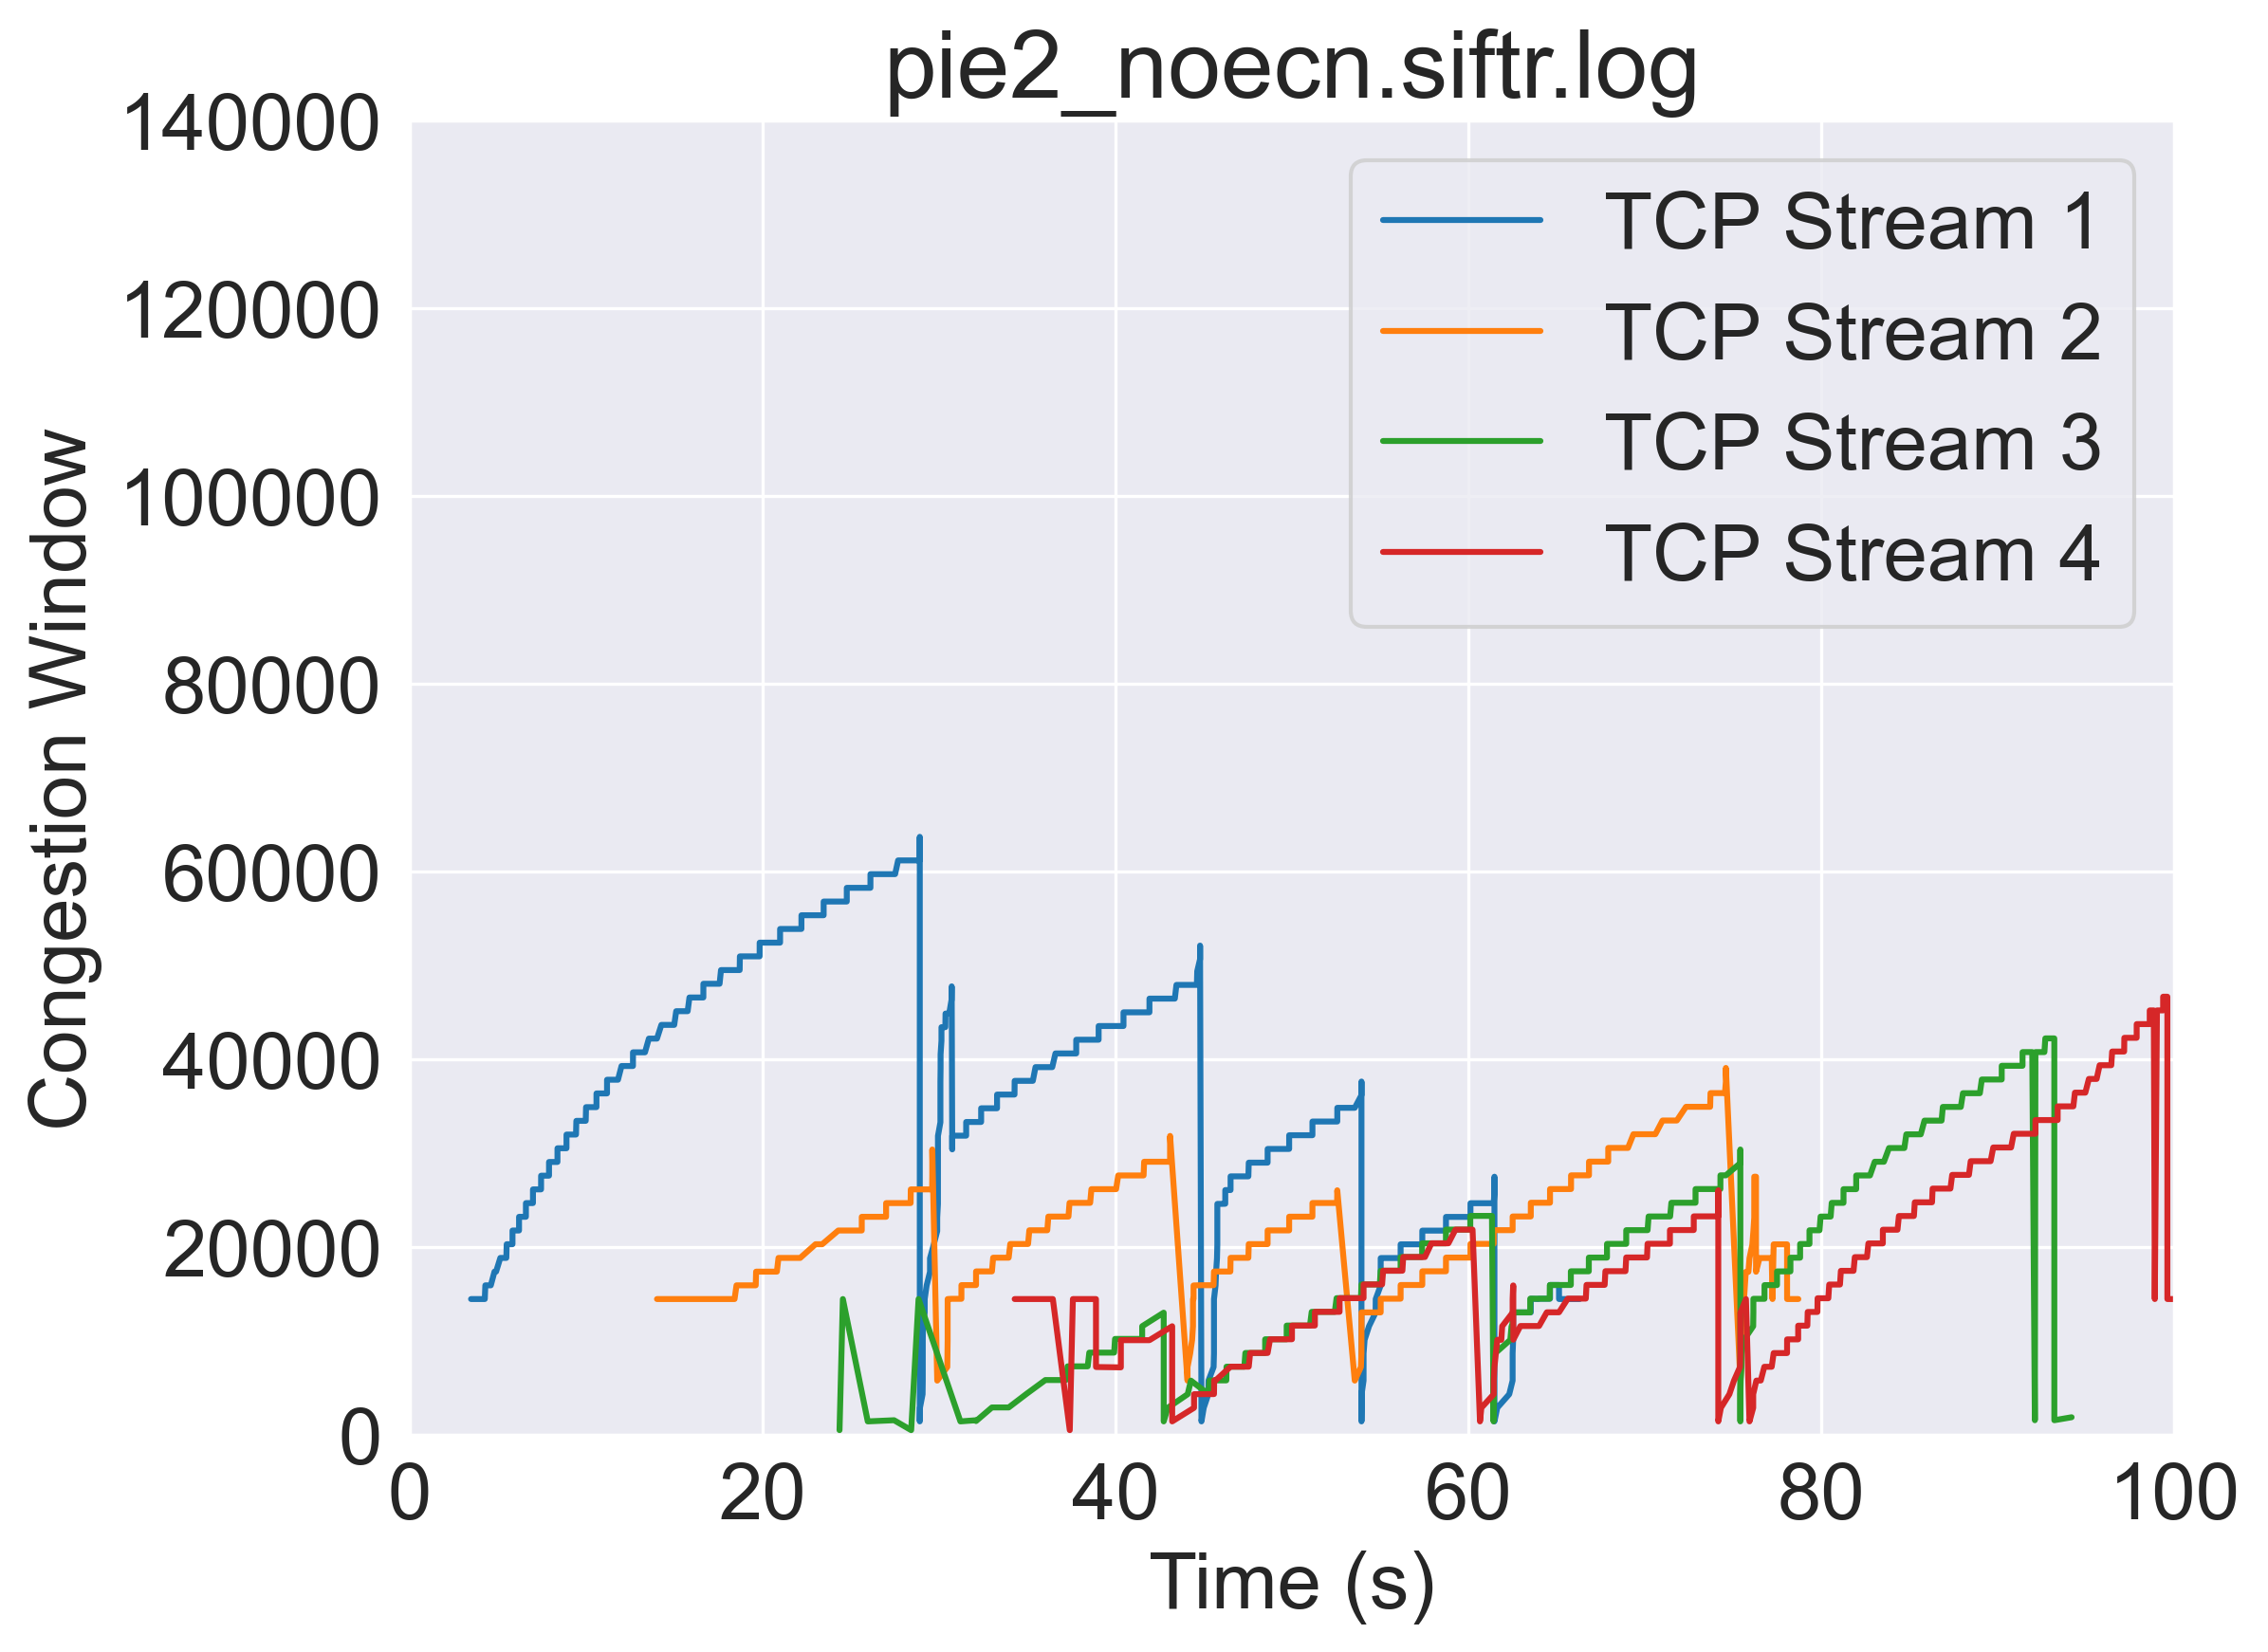 pie2_noecn.siftr.log
140000
120000
100000
80000
60000
40000
20000
0
Congestion Window
TCP Stream 1
TCP Stream 2
TCP Stream 3
TCP Stream 4
0 20 40 60 80 100
Time (s)